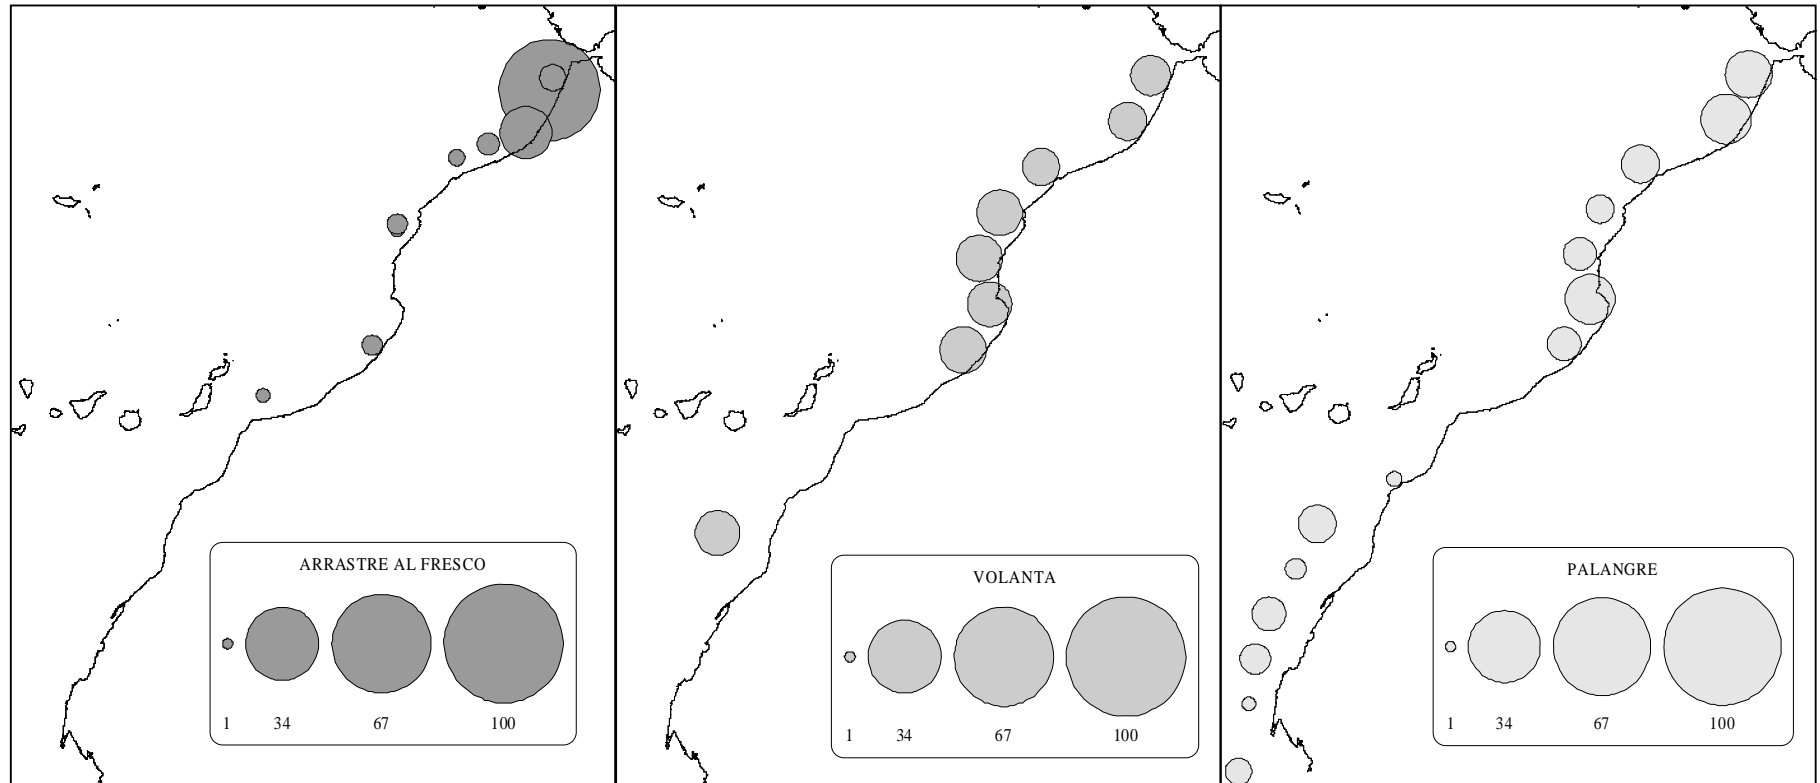 ARRASTRE AL FRESCO
1 34 67 100
VOLANTA
1 34 67 100
PALANGRE
1 34 67 100